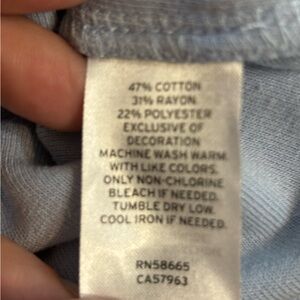 47% COTTON
31% RAYON
22% POLYESTER
EXCLUSIVE OF
DECORATION
MACHINE WASH WARM
WITH LIKE COLORS.
ONLY NON-CHLORINE
BLEACH IF NEEDED.
TUMBLE DRY LOW.
COOL IRON IF NEEDED.
RN58665
CA57963